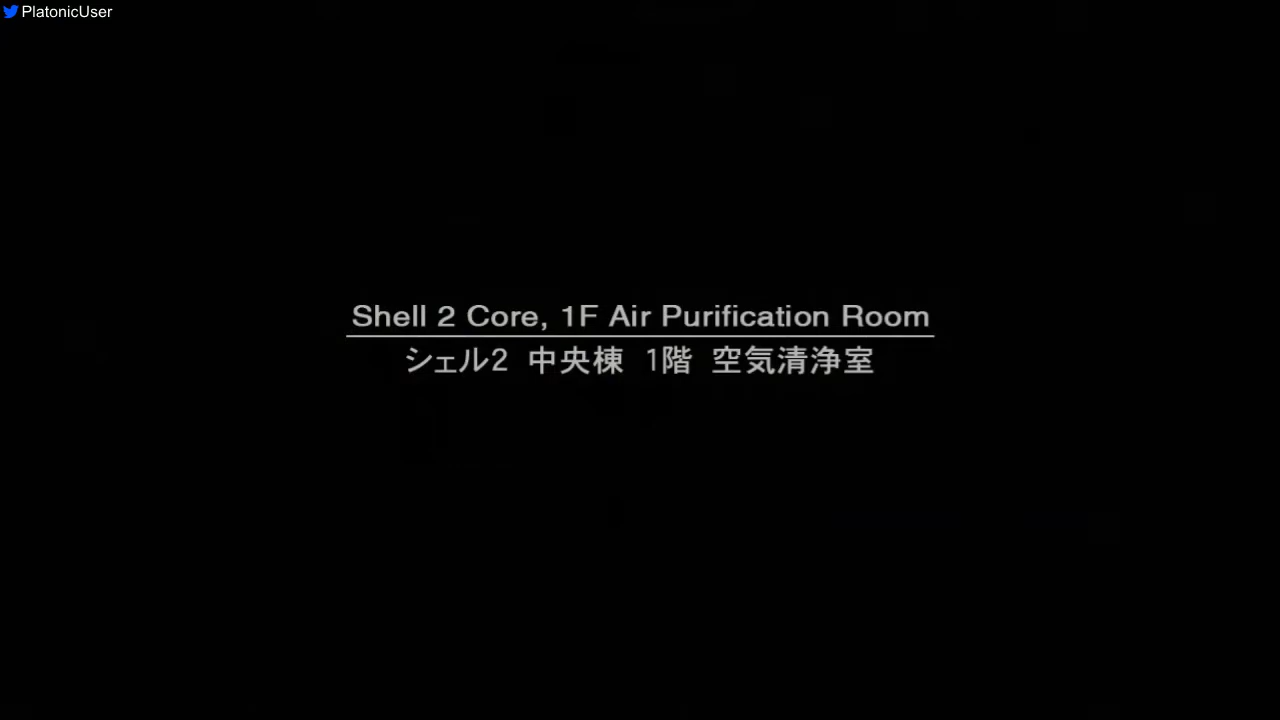 PlatonicUser
Shell 2 Core, 1F Air Purification Room
シェル2 中央棟 1階 空気清浄室